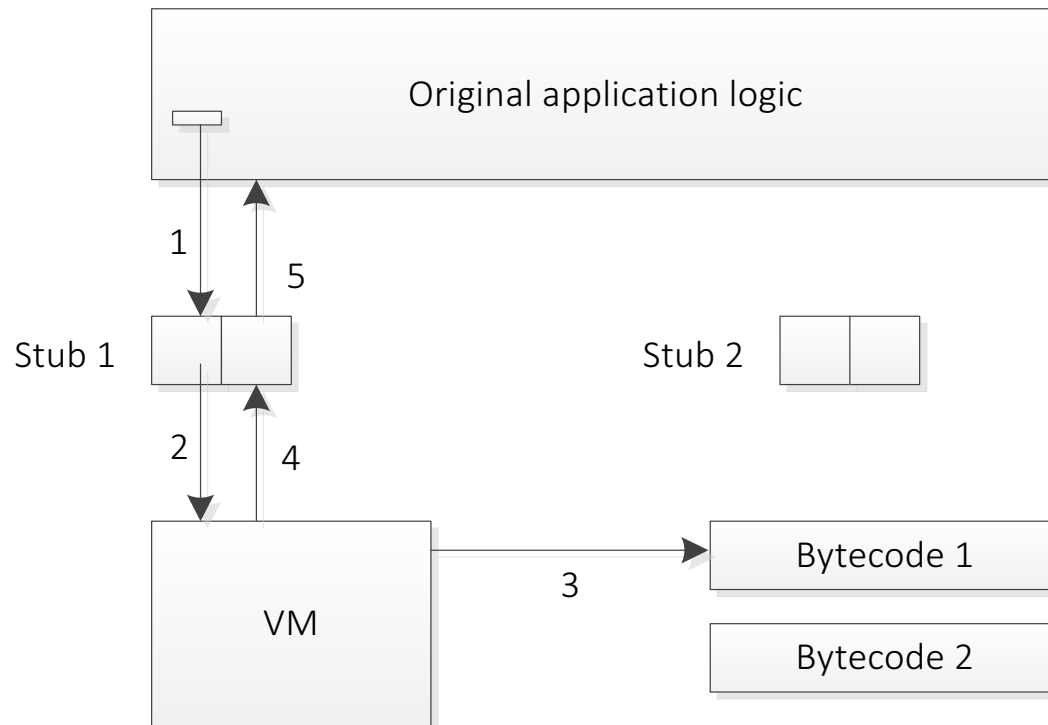 Original application logic
1
5
Stub 1
Stub 2
2
4
Bytecode 1
3
VM
Bytecode 2